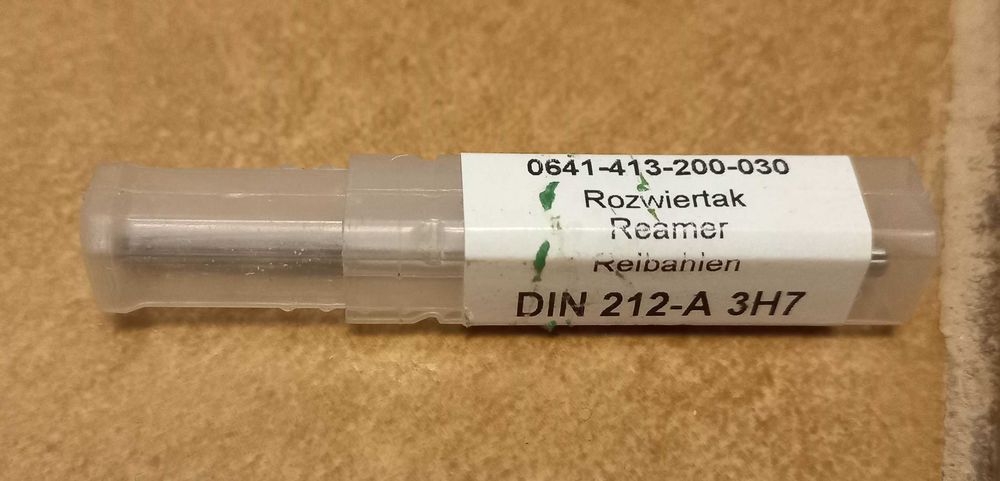 0641-413-200-030
Rozwiertak
Reamer
Reibahlen
DIN 212-A 3H7